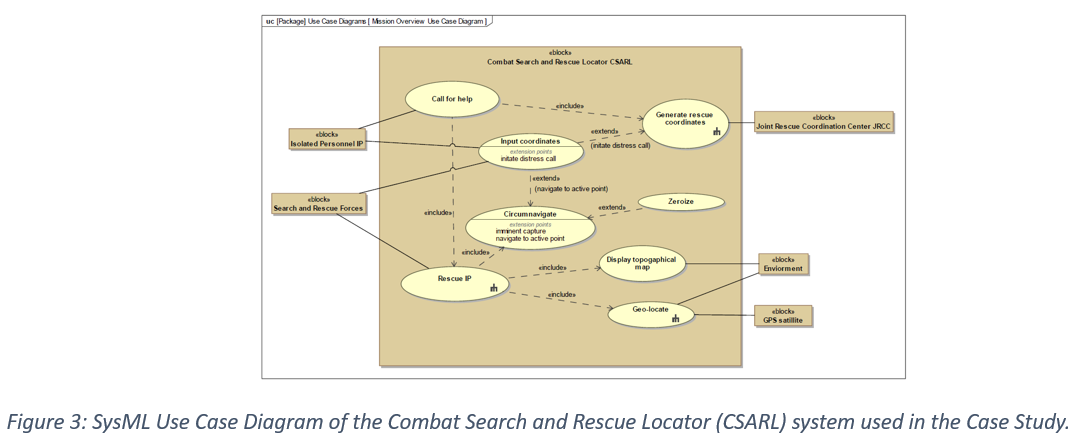 uc [Package] Use Case Diagrams [ Mission Overview Use Case Diagram ]
«block»
Combat Search and Rescue Locator CSARL
Call for help
«include»
Generate rescue
coordinates
«block»
Joint Rescue Coordination Center JRCC
«block»
Isolated Personnel IP
Input coordinates
extension points
initate distress call
«extend»
(initate distress call)
«extend»
(navigate to active point)
«block»
Search and Rescue Forces
«include»
Circumnavigate
extension points
imminent capture
navigate to active point
«extend»
Zeroize
«include»
Rescue IP
«include»
Display topogaphical
map
«block»
Enviorment
«include»
Geo-locate
«block»
GPS satillite
Figure 3: SysML Use Case Diagram of the Combat Search and Rescue Locator (CSARL) system used in the Case Study.